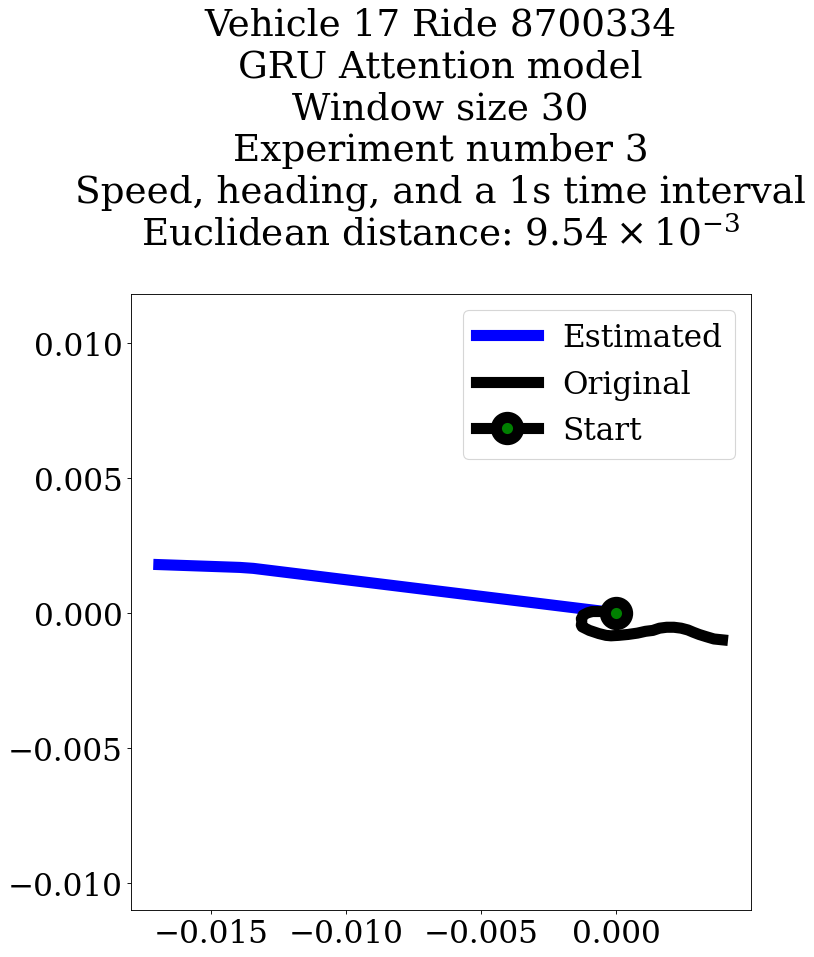 Vehicle 17 Ride 8700334
GRU Attention model
Window size 30
Experiment number 3
Speed, heading, and a 1s time interval
Euclidean distance: 9.54 × 10⁻³
Estimated
Original
Start
0.010
0.005
0.000
−0.005
−0.010
−0.015 −0.010 −0.005 0.000